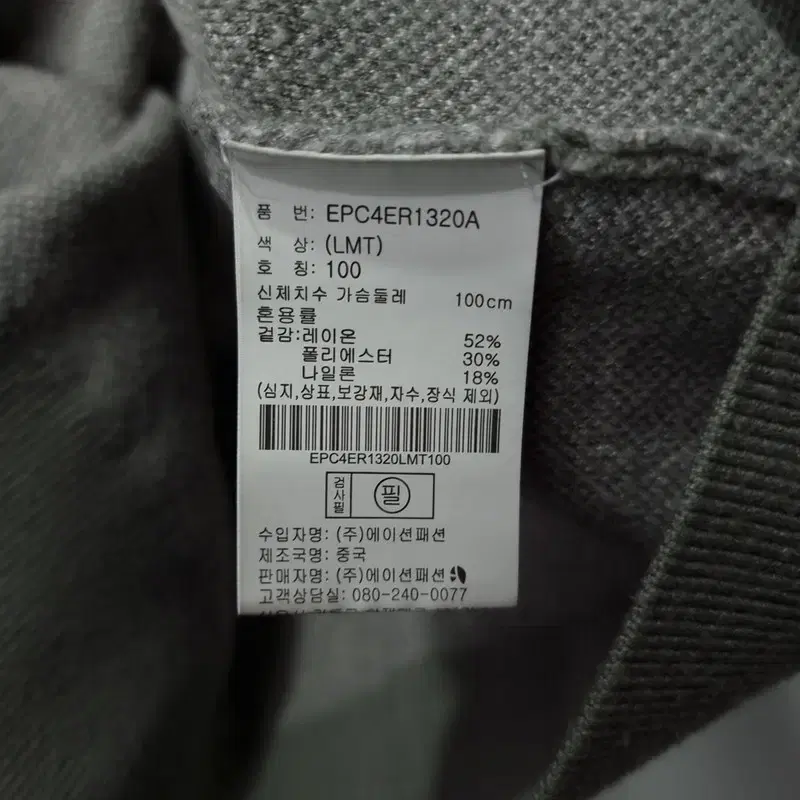 품 번: EPC4ER1320A
색 상: (LMT)
호 칭: 100
신체치수 가슴둘레 100cm
혼용률
겉감:레이온 52%
폴리에스터 30%
나일론 18%
(심지,상표,보강재,자수,장식 제외)
EPC4ER1320LMT100
검사필 필
수입자명: (주)에이션패션
제조국명: 중국
판매자명: (주)에이션패션
고객상담실: 080-240-0077